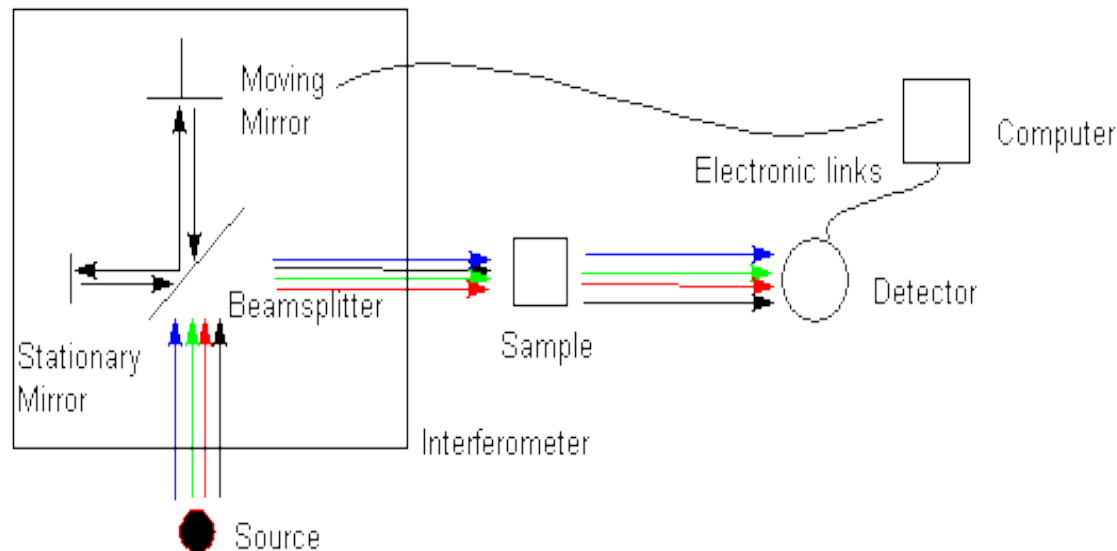 Moving
Mirror
Computer
Electronic links
Beamsplitter
Detector
Sample
Stationary
Mirror
Interferometer
Source